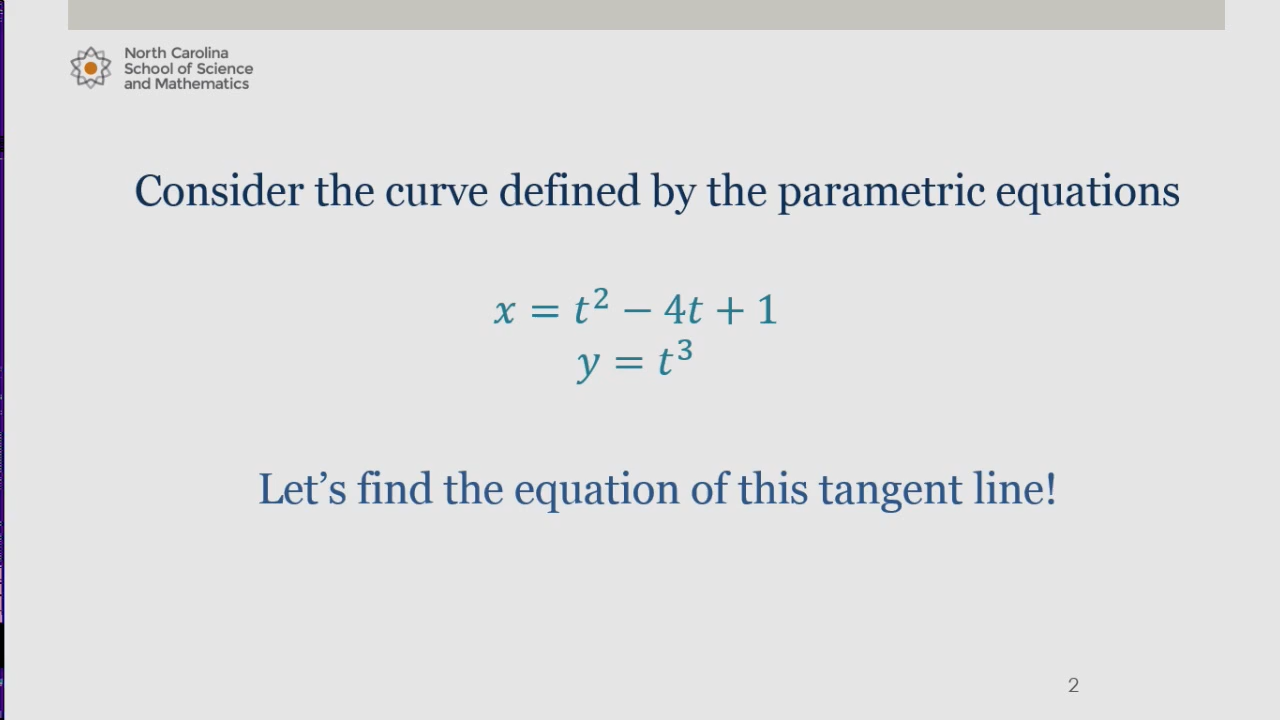 North Carolina
School of Science
and Mathematics
Consider the curve defined by the parametric equations
x = t² − 4t + 1
y = t³
Let’s find the equation of this tangent line!
2